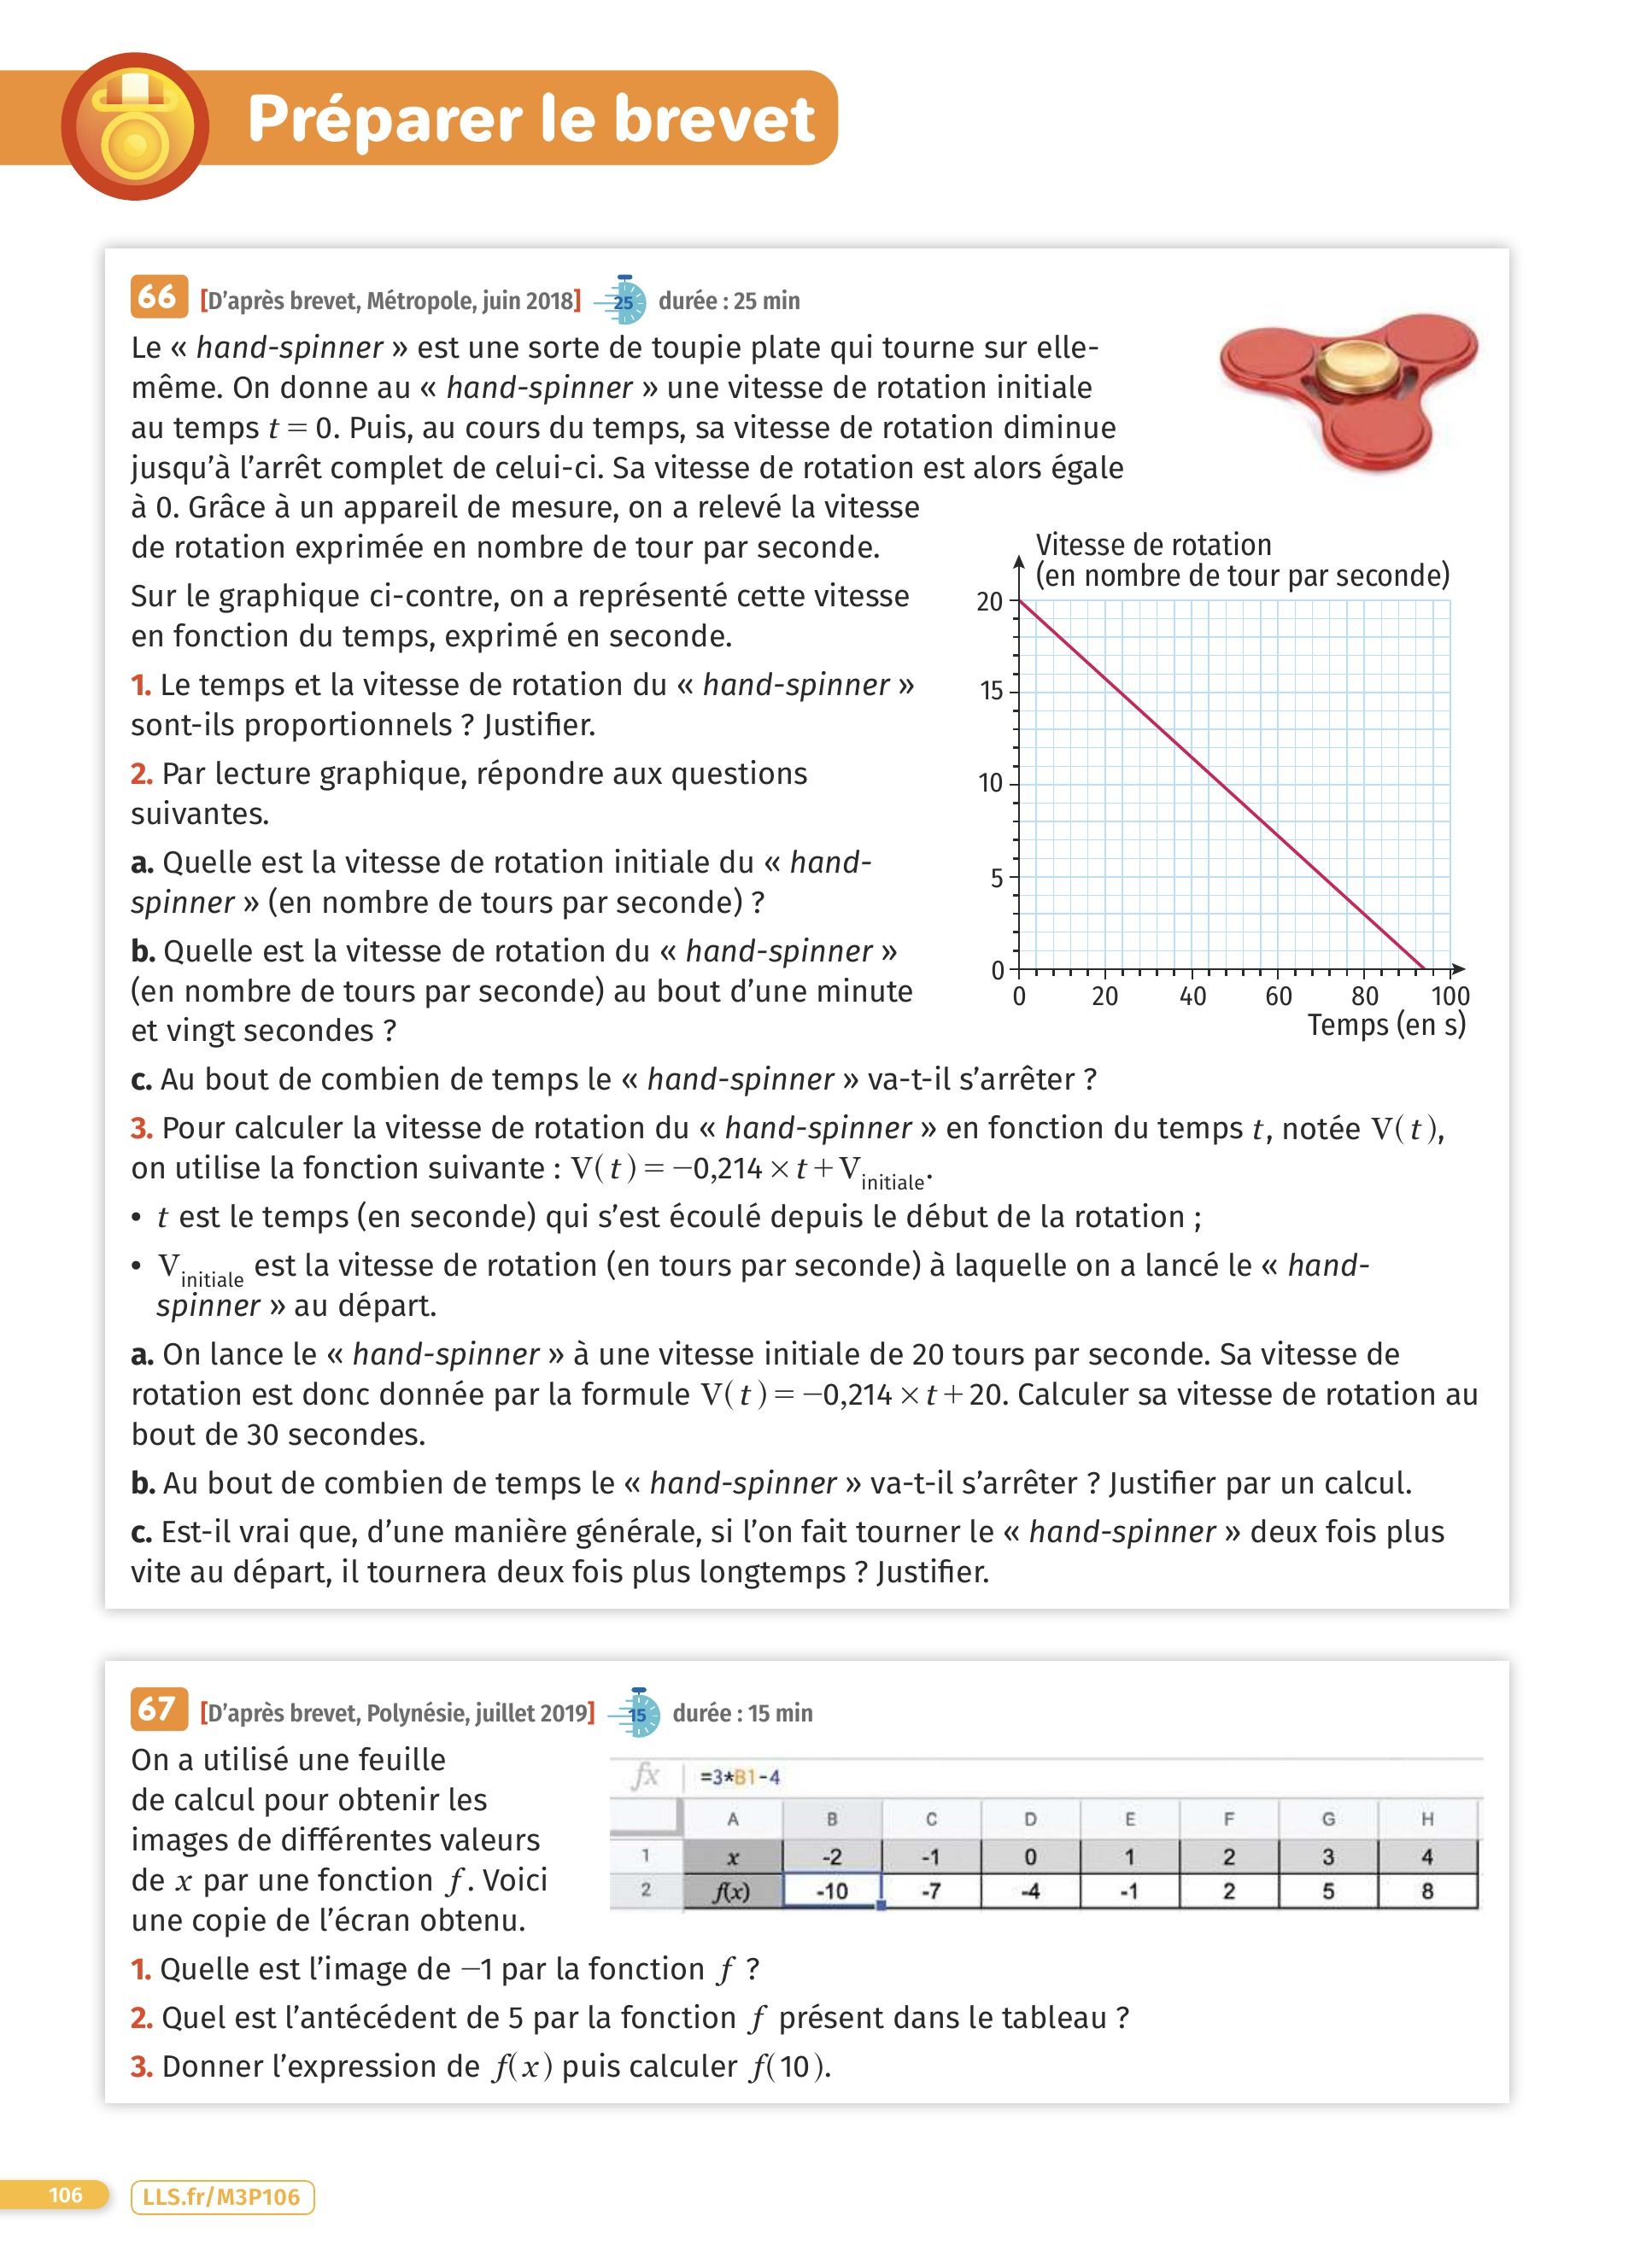 Préparer le brevet
66 [D'après brevet, Métropole, juin 2018] 25 durée : 25 min
Le « hand-spinner » est une sorte de toupie plate qui tourne sur elle-
même. On donne au « hand-spinner » une vitesse de rotation initiale
au temps t = 0. Puis, au cours du temps, sa vitesse de rotation diminue
jusqu'à l'arrêt complet de celui-ci. Sa vitesse de rotation est alors égale
à 0. Grâce à un appareil de mesure, on a relevé la vitesse
de rotation exprimée en nombre de tour par seconde.
Sur le graphique ci-contre, on a représenté cette vitesse
en fonction du temps, exprimé en seconde.
1. Le temps et la vitesse de rotation du « hand-spinner »
sont-ils proportionnels ? Justifier.
2. Par lecture graphique, répondre aux questions
suivantes.
a. Quelle est la vitesse de rotation initiale du « hand-
spinner » (en nombre de tours par seconde) ?
b. Quelle est la vitesse de rotation du « hand-spinner »
(en nombre de tours par seconde) au bout d'une minute
et vingt secondes ?
Vitesse de rotation
(en nombre de tour par seconde)
20
15
10
5
0
0 20 40 60 80 100
Temps (en s)
c. Au bout de combien de temps le « hand-spinner » va-t-il s'arrêter ?
3. Pour calculer la vitesse de rotation du « hand-spinner » en fonction du temps t, notée V(t),
on utilise la fonction suivante : V(t) = −0,214 × t + Vinitiale.
• t est le temps (en seconde) qui s'est écoulé depuis le début de la rotation ;
• Vinitiale est la vitesse de rotation (en tours par seconde) à laquelle on a lancé le « hand-
spinner » au départ.
a. On lance le « hand-spinner » à une vitesse initiale de 20 tours par seconde. Sa vitesse de
rotation est donc donnée par la formule V(t) = −0,214 × t + 20. Calculer sa vitesse de rotation au
bout de 30 secondes.
b. Au bout de combien de temps le « hand-spinner » va-t-il s'arrêter ? Justifier par un calcul.
c. Est-il vrai que, d'une manière générale, si l'on fait tourner le « hand-spinner » deux fois plus
vite au départ, il tournera deux fois plus longtemps ? Justifier.
67 [D'après brevet, Polynésie, juillet 2019] 15 durée : 15 min
On a utilisé une feuille
de calcul pour obtenir les
images de différentes valeurs
de x par une fonction f. Voici
une copie de l'écran obtenu.
fx =3*B1-4
A B C D E F G H
1 x -2 -1 0 1 2 3 4
2 f(x) -10 -7 -4 -1 2 5 8
1. Quelle est l'image de −1 par la fonction f ?
2. Quel est l'antécédent de 5 par la fonction f présent dans le tableau ?
3. Donner l'expression de f(x) puis calculer f(10).
106 LLS.fr/M3P106